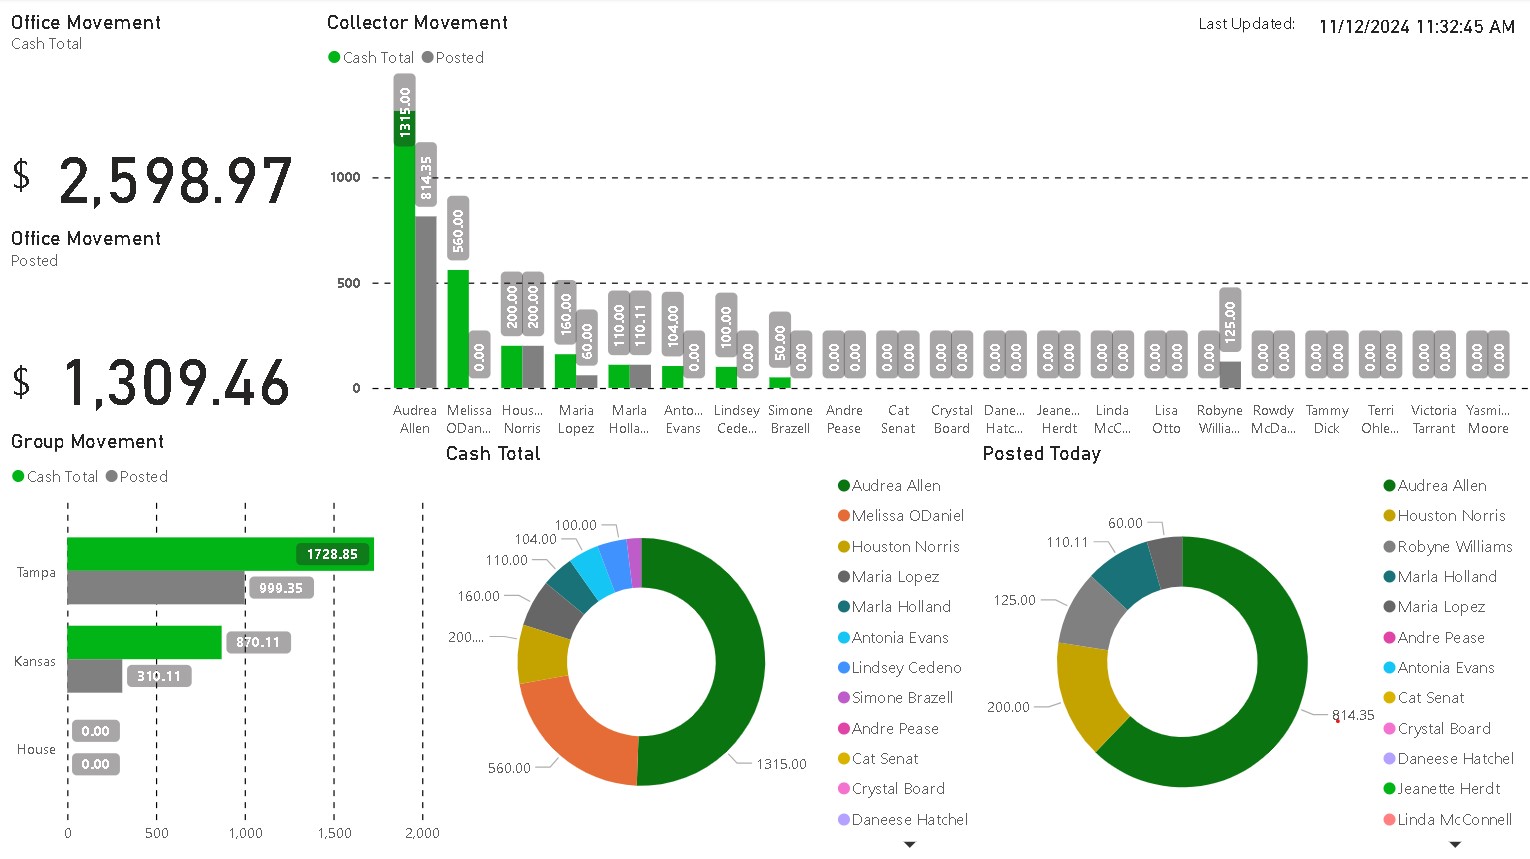 Office Movement
Cash Total
$ 2,598.97
Office Movement
Posted
$ 1,309.46
Collector Movement
Cash Total Posted
Last Updated: 11/12/2024 11:32:45 AM
1000
500
0
1315.00 814.35
560.00 0.00
200.00 200.00
160.00 60.00
110.00 110.11
104.00 0.00
100.00 0.00
50.00 0.00
0.00 0.00
0.00 0.00
0.00 0.00
0.00 0.00
0.00 0.00
0.00 0.00
0.00 0.00
0.00 125.00
0.00 0.00
0.00 0.00
0.00 0.00
0.00 0.00
0.00 0.00
Audrea Allen
Melissa ODan...
Hous... Norris
Maria Lopez
Marla Holla...
Anto... Evans
Lindsey Cede...
Simone Brazell
Andre Pease
Cat Senat
Crystal Board
Dane... Hatc...
Jeane... Herdt
Linda McC...
Lisa Otto
Robyne Willia...
Rowdy McDa...
Tammy Dick
Terri Ohle...
Victoria Tarrant
Yasmi... Moore
Group Movement
Cash Total Posted
Tampa
1728.85
999.35
Kansas
870.11
310.11
House
0.00
0.00
0 500 1,000 1,500 2,000
Cash Total
100.00
104.00
110.00
160.00
200....
560.00
1315.00
Audrea Allen
Melissa ODaniel
Houston Norris
Maria Lopez
Marla Holland
Antonia Evans
Lindsey Cedeno
Simone Brazell
Andre Pease
Cat Senat
Crystal Board
Daneese Hatchel
Posted Today
60.00
110.11
125.00
200.00
814.35
Audrea Allen
Houston Norris
Robyne Williams
Marla Holland
Maria Lopez
Andre Pease
Antonia Evans
Cat Senat
Crystal Board
Daneese Hatchel
Jeanette Herdt
Linda McConnell